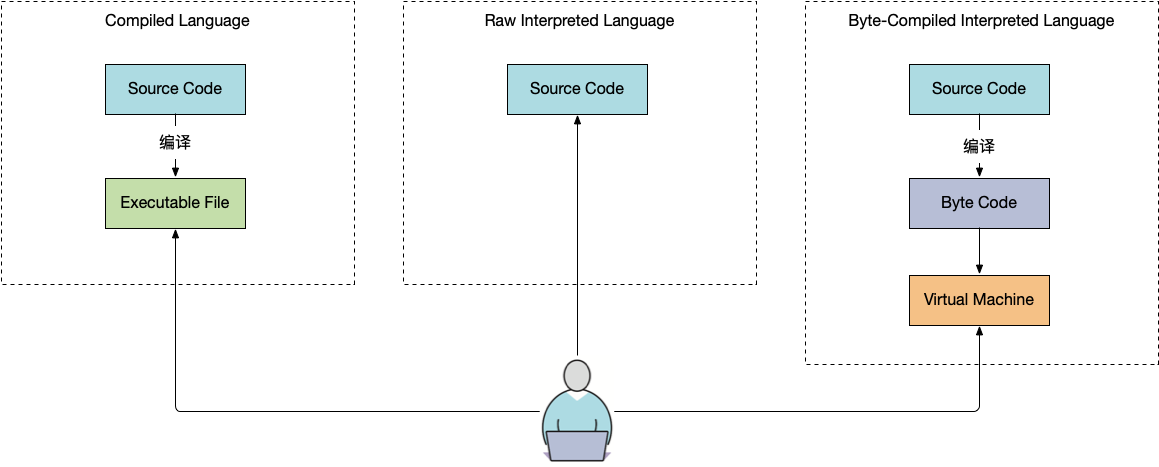 Compiled Language
Source Code
编译
Executable File
Raw Interpreted Language
Source Code
Byte-Compiled Interpreted Language
Source Code
编译
Byte Code
Virtual Machine